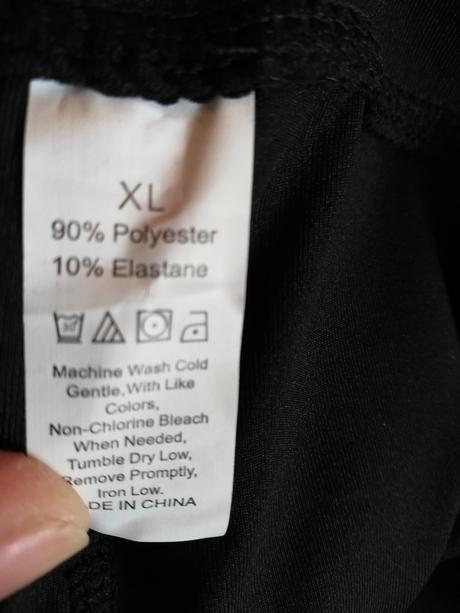 XL
90% Polyester
10% Elastane
30
Machine Wash Cold
Gentle,With Like
Colors,
Non-Chlorine Bleach
When Needed,
Tumble Dry Low,
Remove Promptly,
Iron Low.
DE IN CHINA